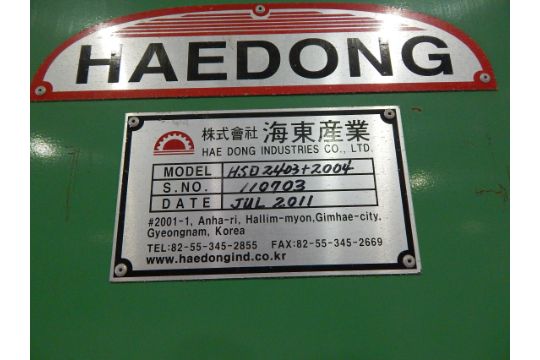 HAEDONG
株式會社 海東産業
HAE DONG INDUSTRIES CO., LTD.
MODEL HSD2403+2004
S.NO. 110703
DATE JUL 2011
#2001-1, Anha-ri, Hallim-myon,Gimhae-city.
Gyeongnam, Korea
TEL:82-55-345-2855 FAX:82-55-345-2669
www.haedongind.co.kr